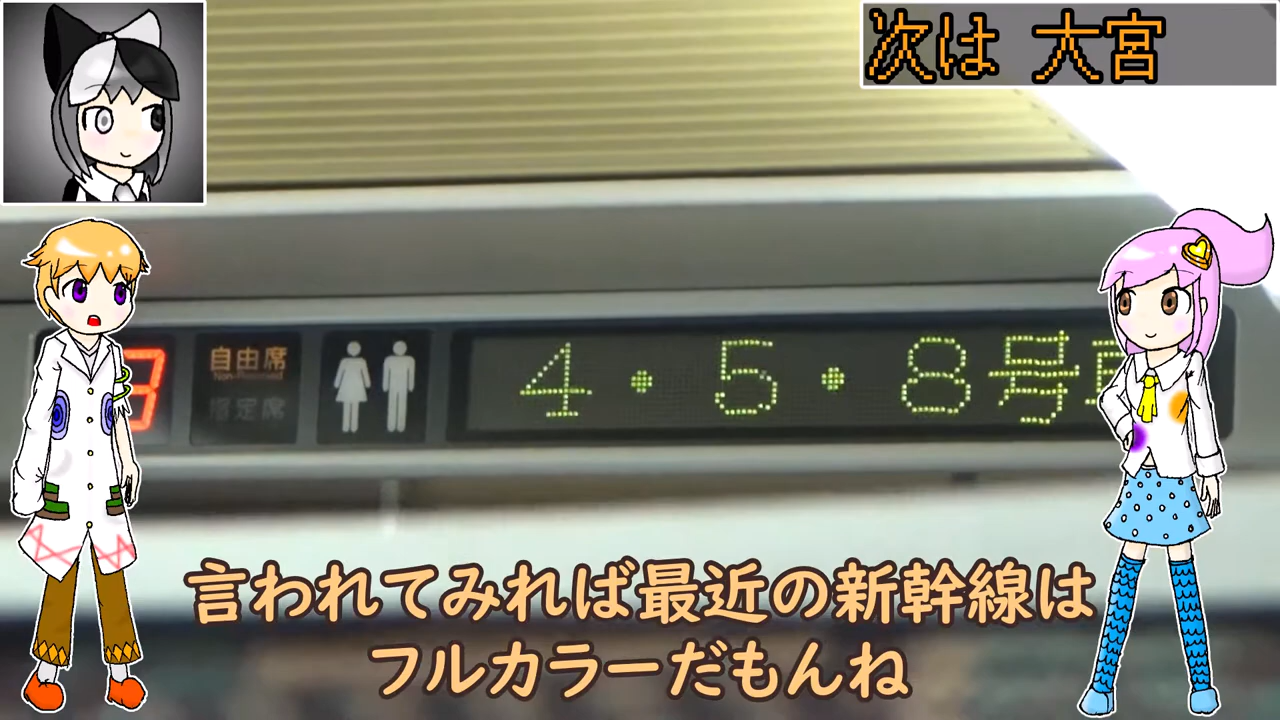 次は 大宮
3
自由席
Non-Reserved
指定席
4・5・8号車
言われてみれば最近の新幹線は
フルカラーだもんね